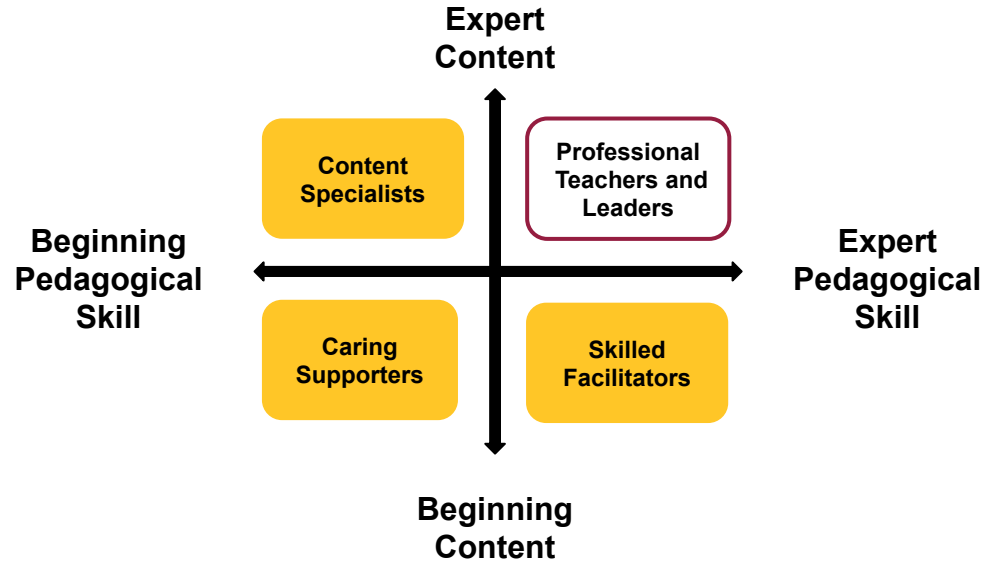 Expert
Content
Content
Specialists
Professional
Teachers and
Leaders
Beginning
Pedagogical
Skill
Expert
Pedagogical
Skill
Caring
Supporters
Skilled
Facilitators
Beginning
Content